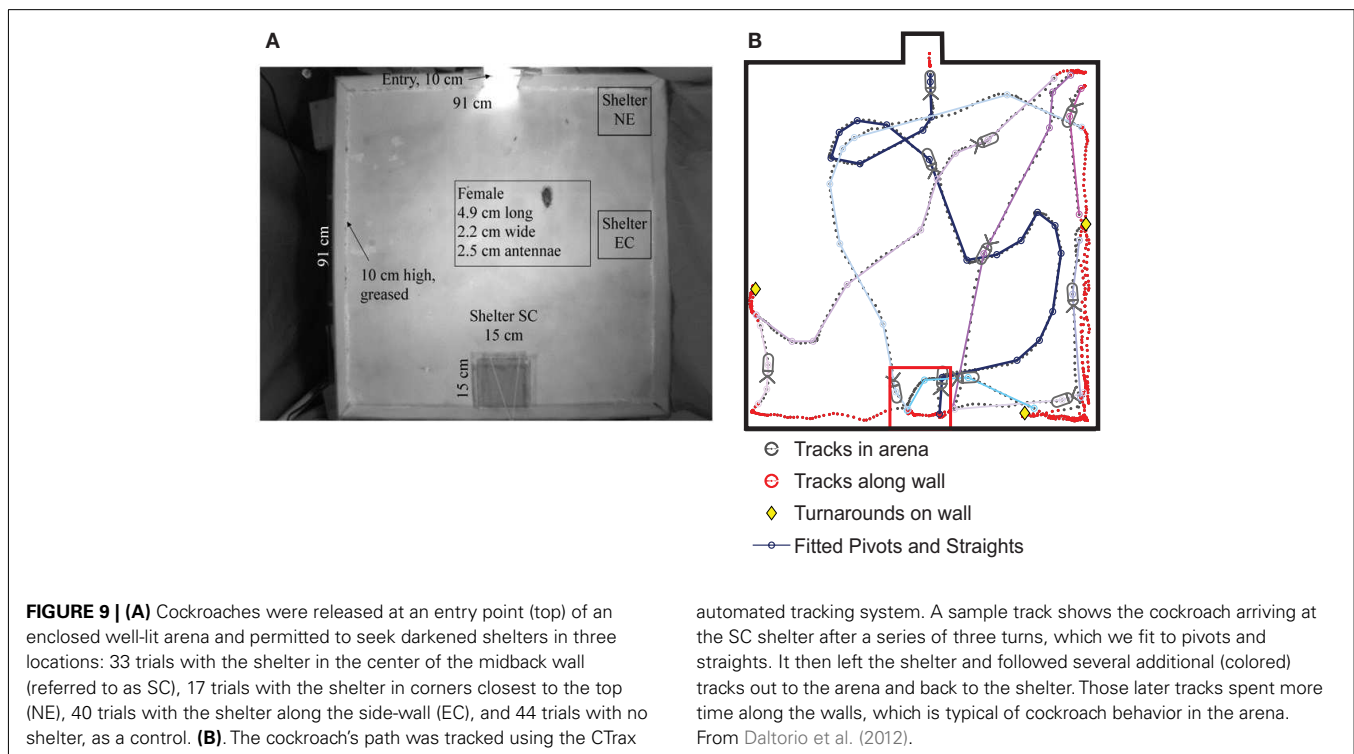 A
Entry, 10 cm
91 cm
Shelter
NE
Female
4.9 cm long
2.2 cm wide
2.5 cm antennae
Shelter
EC
91 cm
10 cm high,
greased
Shelter SC
15 cm
15 cm
B
Tracks in arena
Tracks along wall
Turnarounds on wall
Fitted Pivots and Straights
FIGURE 9 | (A) Cockroaches were released at an entry point (top) of an
enclosed well-lit arena and permitted to seek darkened shelters in three
locations: 33 trials with the shelter in the center of the midback wall
(referred to as SC), 17 trials with the shelter in corners closest to the top
(NE), 40 trials with the shelter along the side-wall (EC), and 44 trials with no
shelter, as a control. (B). The cockroach's path was tracked using the CTrax
automated tracking system. A sample track shows the cockroach arriving at
the SC shelter after a series of three turns, which we fit to pivots and
straights. It then left the shelter and followed several additional (colored)
tracks out to the arena and back to the shelter. Those later tracks spent more
time along the walls, which is typical of cockroach behavior in the arena.
From Daltorio et al. (2012).